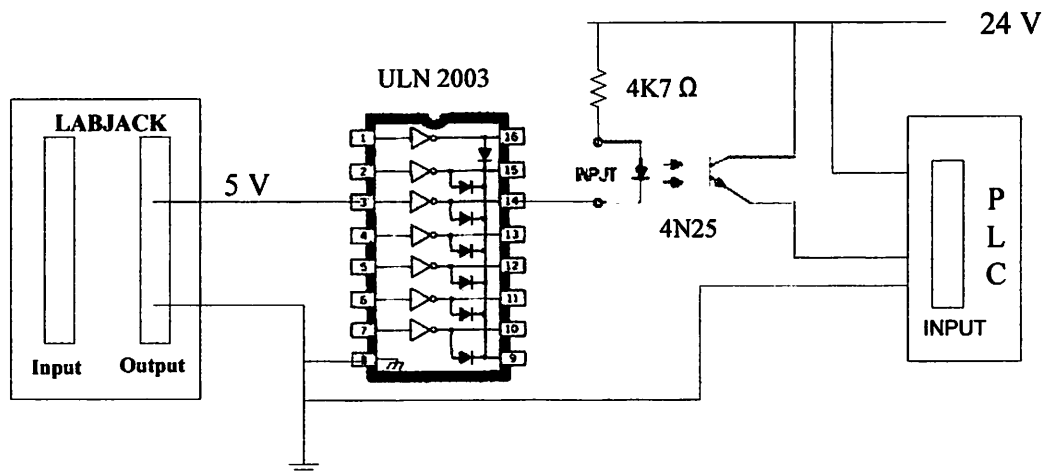 24 V
ULN 2003
4K7 Ω
LABJACK
1
16
2
15
5 V
3
14
INPUT
4
13
4N25
5
12
6
11
7
10
8
9
Input
Output
P
L
C
INPUT